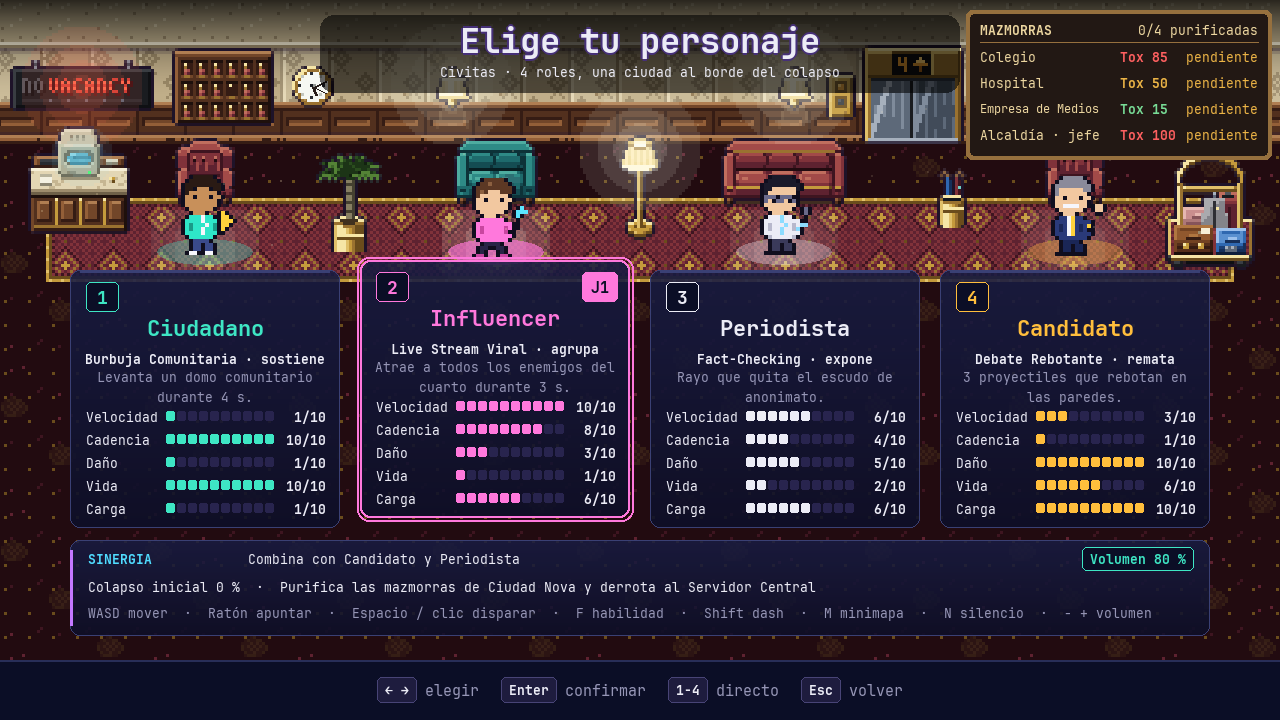 Elige tu personaje
Civitas · 4 roles, una ciudad al borde del colapso
NO VACANCY
4
MAZMORRAS 0/4 purificadas
Colegio Tox 85 pendiente
Hospital Tox 50 pendiente
Empresa de Medios Tox 15 pendiente
Alcaldía · jefe Tox 100 pendiente
1
Ciudadano
Burbuja Comunitaria · sostiene
Levanta un domo comunitario
durante 4 s.
Velocidad 1/10
Cadencia 10/10
Daño 1/10
Vida 10/10
Carga 1/10
2 J1
Influencer
Live Stream Viral · agrupa
Atrae a todos los enemigos del
cuarto durante 3 s.
Velocidad 10/10
Cadencia 8/10
Daño 3/10
Vida 1/10
Carga 6/10
3
Periodista
Fact-Checking · expone
Rayo que quita el escudo de
anonimato.
Velocidad 6/10
Cadencia 4/10
Daño 5/10
Vida 2/10
Carga 6/10
4
Candidato
Debate Rebotante · remata
3 proyectiles que rebotan en
las paredes.
Velocidad 3/10
Cadencia 1/10
Daño 10/10
Vida 6/10
Carga 10/10
SINERGIA Combina con Candidato y Periodista Volumen 80 %
Colapso inicial 0 % · Purifica las mazmorras de Ciudad Nova y derrota al Servidor Central
WASD mover · Ratón apuntar · Espacio / clic disparar · F habilidad · Shift dash · M minimapa · N silencio · - + volumen
← → elegir Enter confirmar 1-4 directo Esc volver